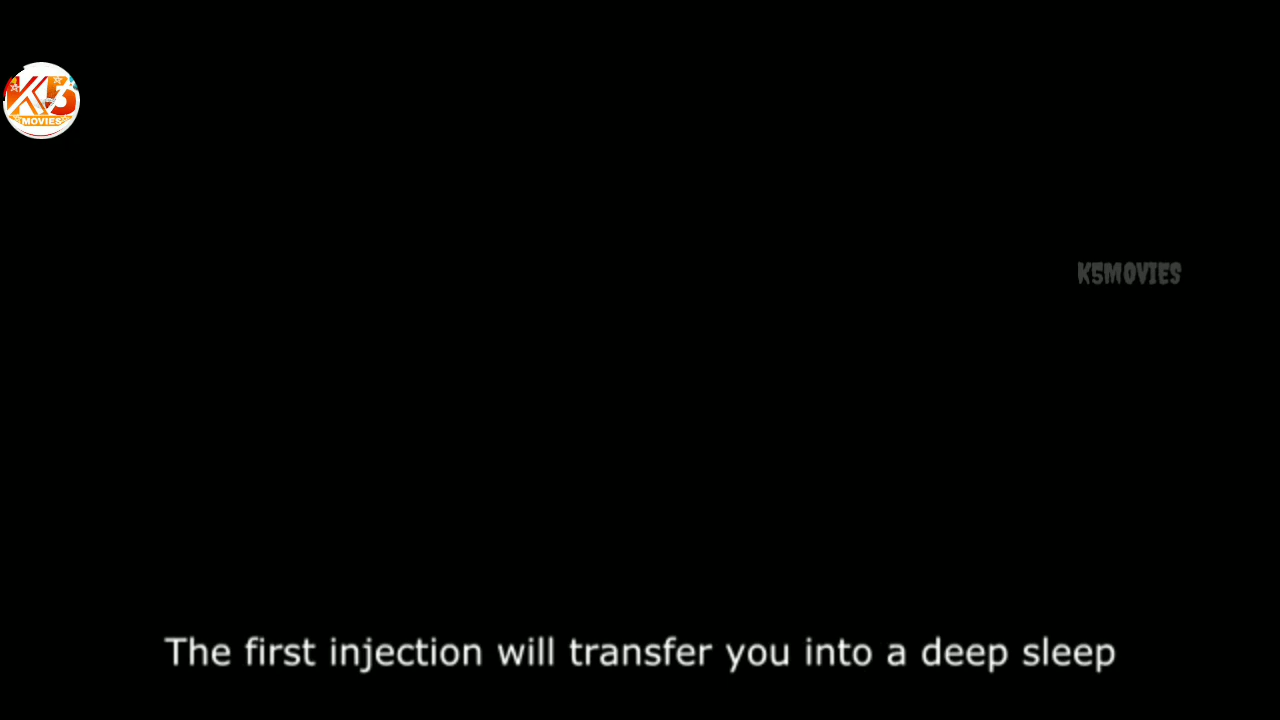 K5
MOVIES
K5MOVIES
The first injection will transfer you into a deep sleep